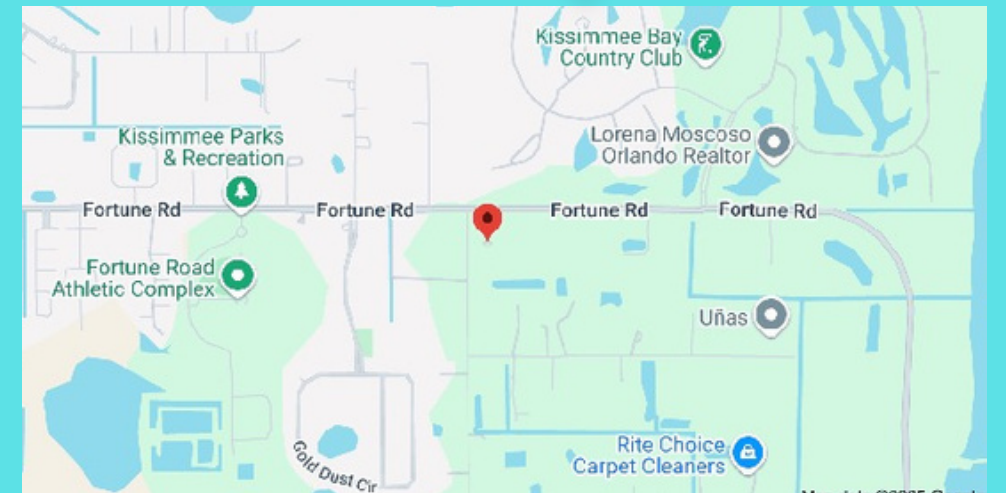 Kissimmee Bay
Country Club
Kissimmee Parks
& Recreation
Lorena Moscoso
Orlando Realtor
Fortune Rd
Fortune Rd
Fortune Rd
Fortune Rd
Fortune Road
Athletic Complex
Uñas
Gold Dust Cir
Rite Choice
Carpet Cleaners